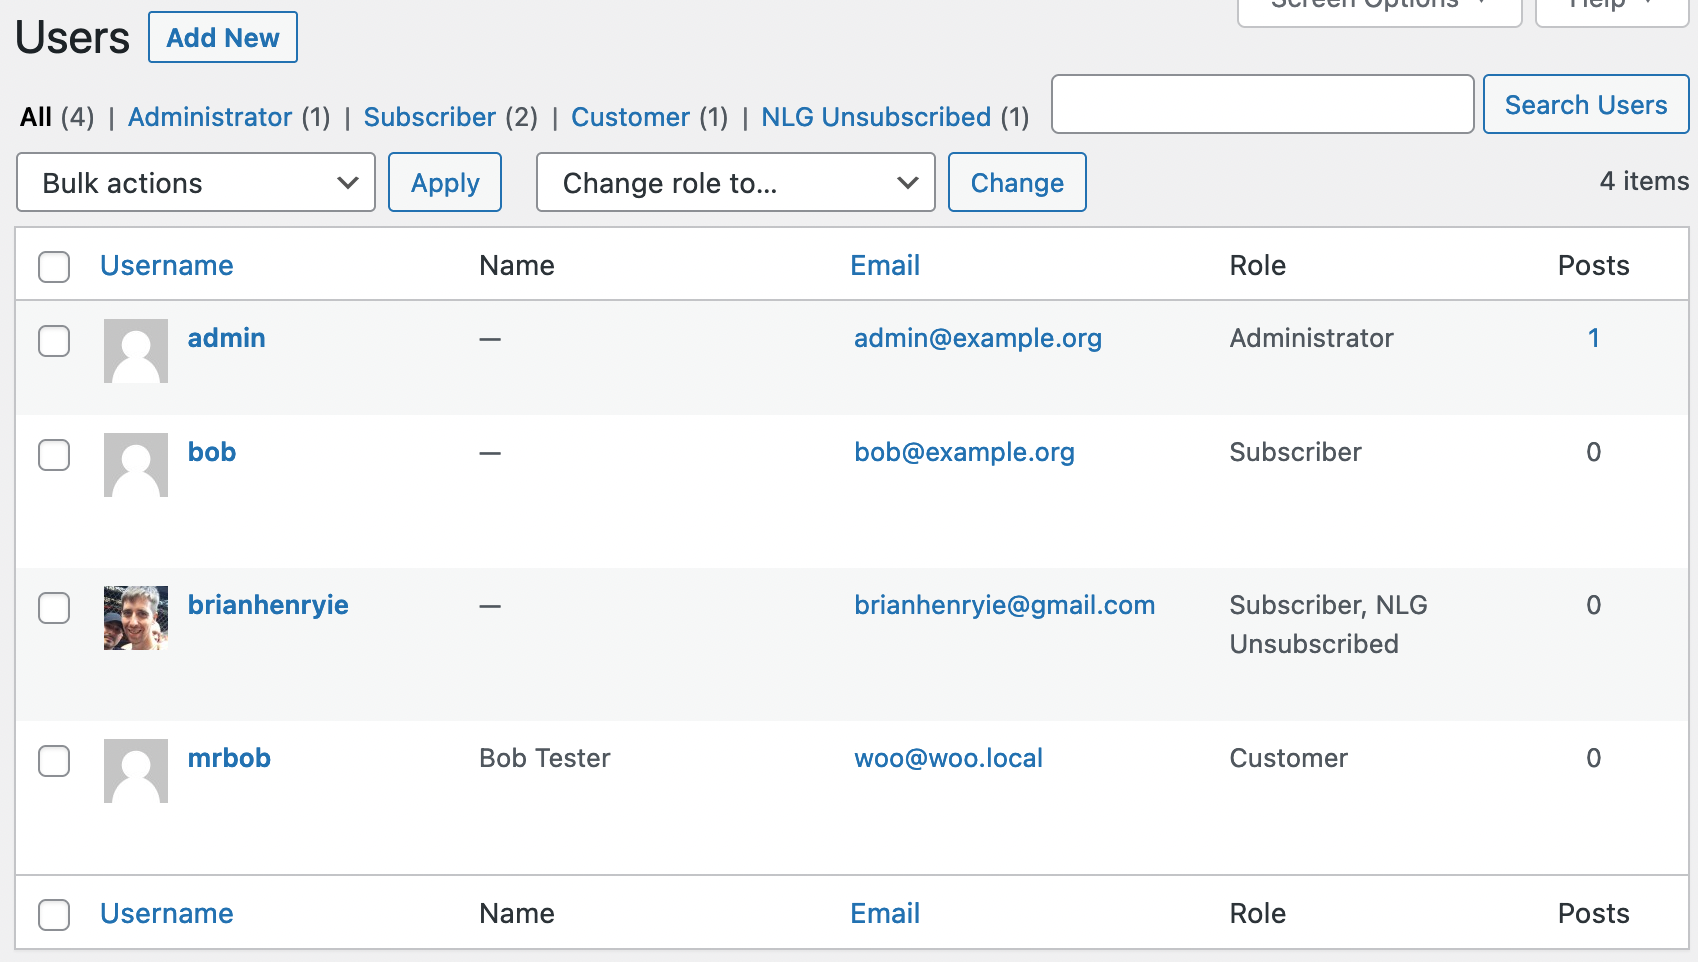 Screen Options
Help
Users
Add New
All (4) | Administrator (1) | Subscriber (2) | Customer (1) | NLG Unsubscribed (1)
Search Users
Bulk actions
Apply
Change role to...
Change
4 items
Username Name Email Role Posts
admin — admin@example.org Administrator 1
bob — bob@example.org Subscriber 0
brianhenryie — brianhenryie@gmail.com Subscriber, NLG 0
Unsubscribed
mrbob Bob Tester woo@woo.local Customer 0
Username Name Email Role Posts